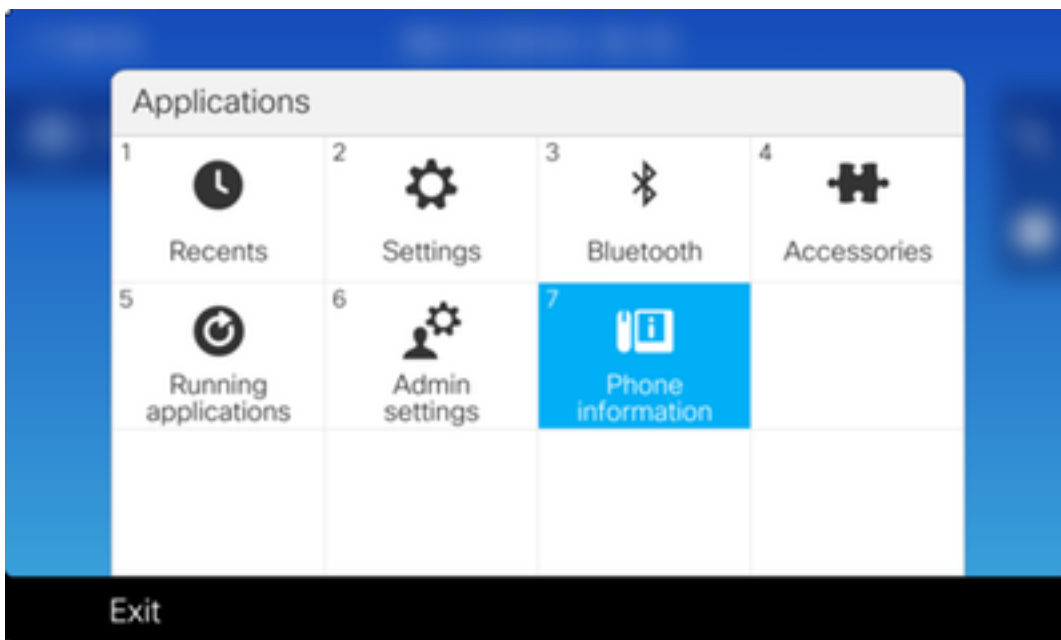 Applications
1
Recents
2
Settings
3
Bluetooth
4
Accessories
5
Running
applications
6
Admin
settings
7
Phone
information
Exit